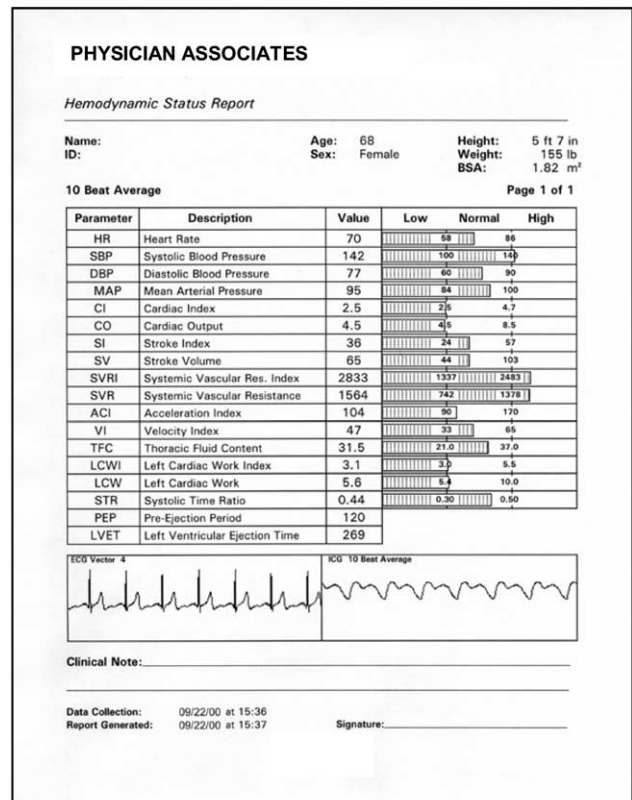 PHYSICIAN ASSOCIATES
Hemodynamic Status Report
Name: Age: 68 Height: 5 ft 7 in
ID: Sex: Female Weight: 155 lb
BSA: 1.82 m²
10 Beat Average Page 1 of 1
Parameter Description Value Low Normal High
HR Heart Rate 70 58 86
SBP Systolic Blood Pressure 142 100 140
DBP Diastolic Blood Pressure 77 60 90
MAP Mean Arterial Pressure 95 84 100
CI Cardiac Index 2.5 2.5 4.7
CO Cardiac Output 4.5 4.5 8.5
SI Stroke Index 36 24 57
SV Stroke Volume 65 44 103
SVRI Systemic Vascular Res. Index 2833 1337 2483
SVR Systemic Vascular Resistance 1564 742 1378
ACI Acceleration Index 104 90 170
VI Velocity Index 47 33 65
TFC Thoracic Fluid Content 31.5 21.0 37.0
LCWI Left Cardiac Work Index 3.1 3.0 5.5
LCW Left Cardiac Work 5.6 5.4 10.0
STR Systolic Time Ratio 0.44 0.30 0.50
PEP Pre-Ejection Period 120
LVET Left Ventricular Ejection Time 269
ECG Vector 4 ICG 10 Beat Average
Clinical Note:
Data Collection: 09/22/00 at 15:36
Report Generated: 09/22/00 at 15:37 Signature: